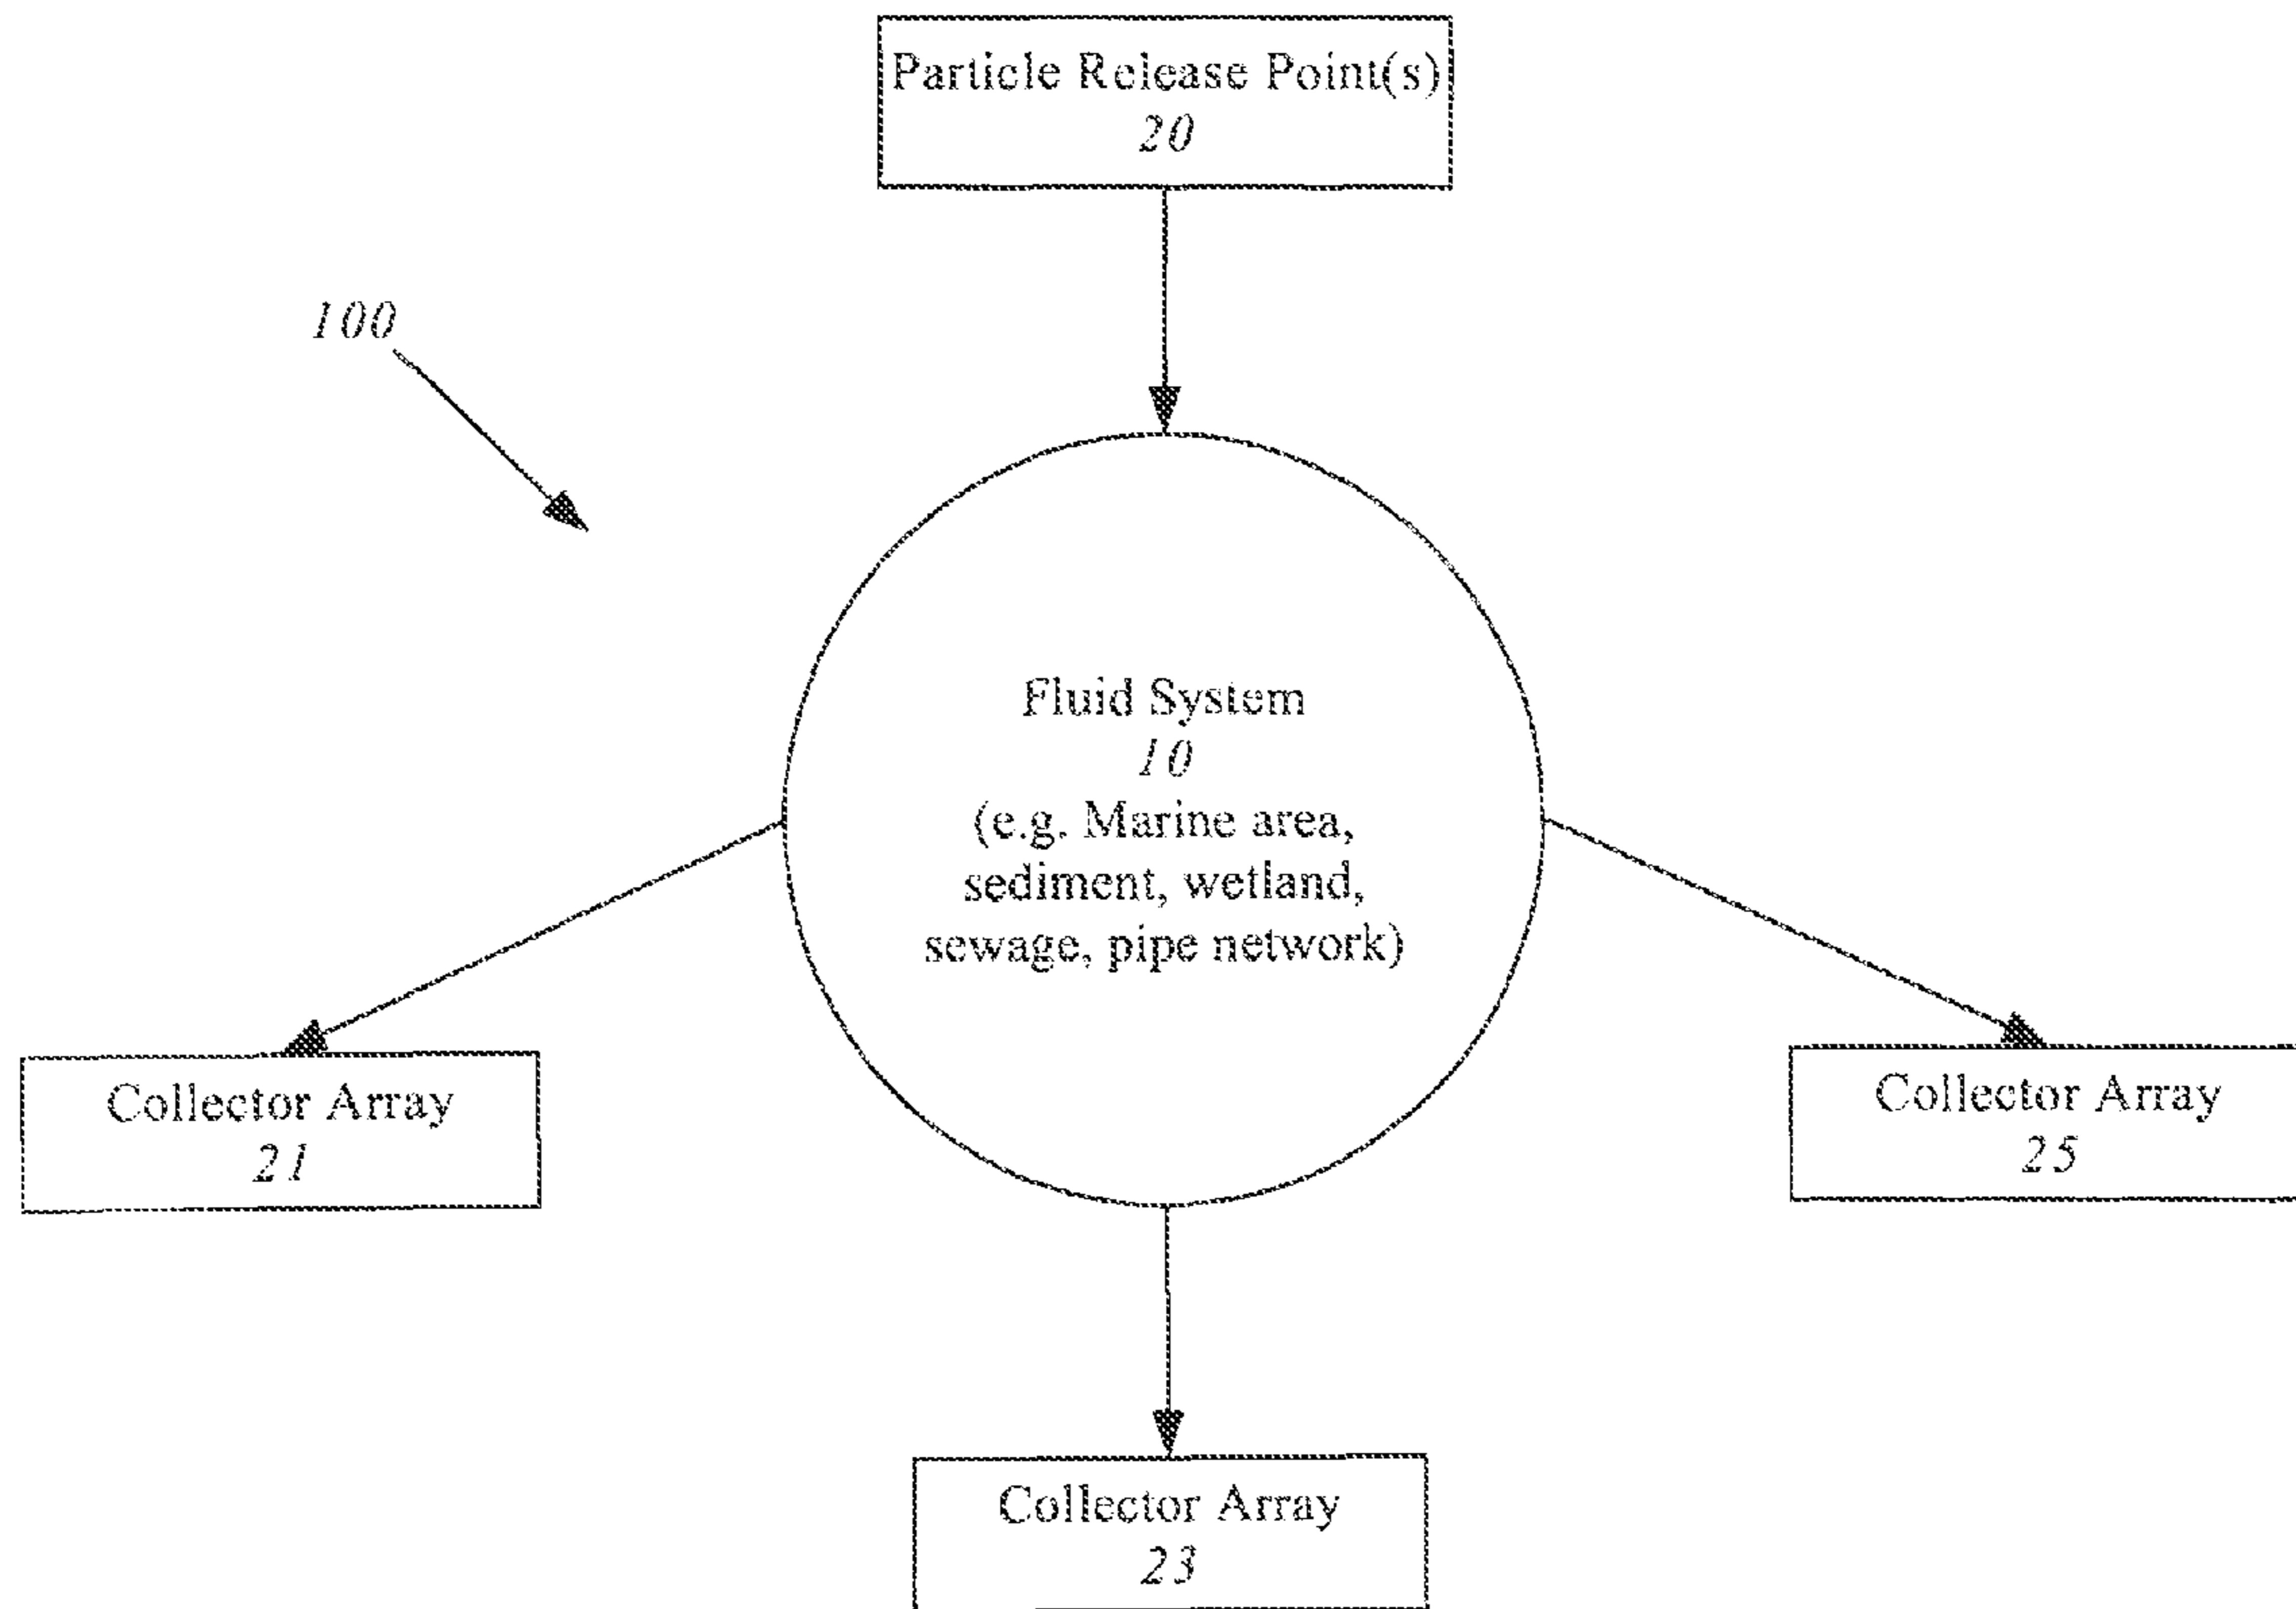 Particle Release Point(s)
20
100
Fluid System
10
(e.g. Marine area,
sediment, wetland,
sewage, pipe network)
Collector Array
21
Collector Array
25
Collector Array
23